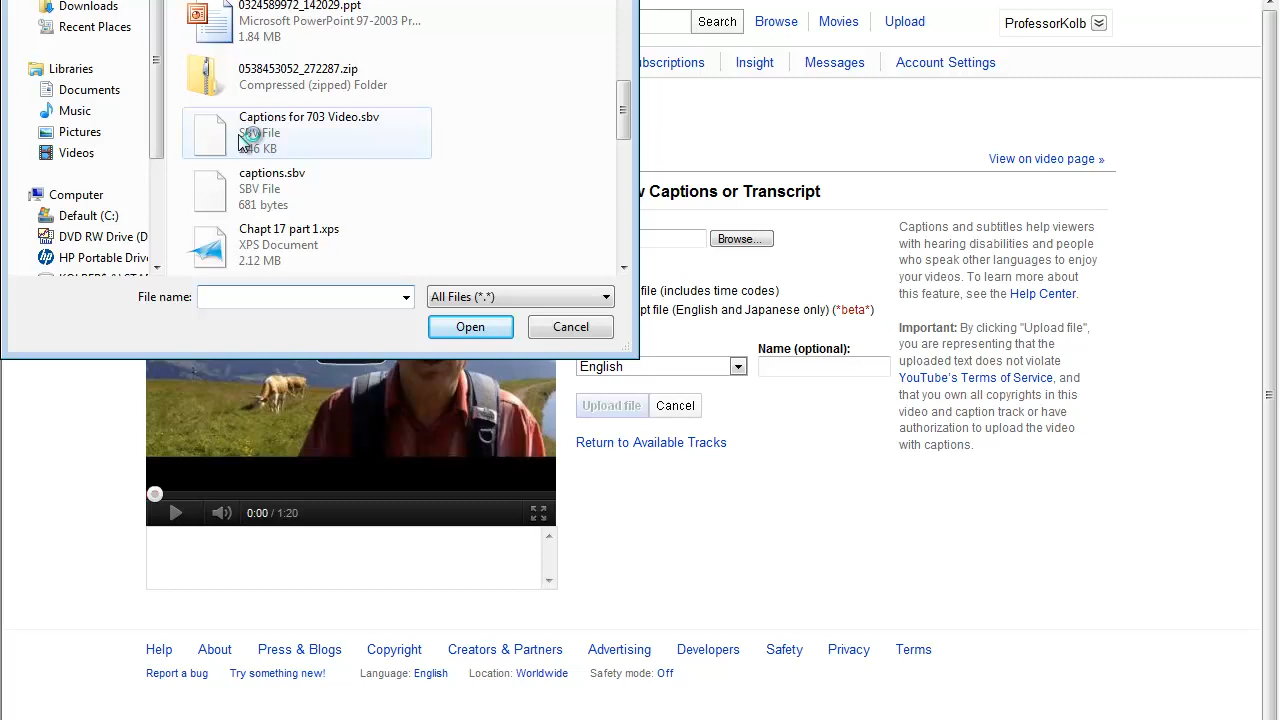 Downloads
Recent Places
Libraries
Documents
Music
Pictures
Videos
Computer
Default (C:)
DVD RW Drive (D
HP Portable Drive
0324589972_142029.ppt
Microsoft PowerPoint 97-2003 Pr...
1.84 MB
0538453052_272287.zip
Compressed (zipped) Folder
Captions for 703 Video.sbv
SBV File
KB
captions.sbv
SBV File
681 bytes
Chapt 17 part 1.xps
XPS Document
2.12 MB
File name:
All Files (*.*)
Open
Cancel
Search
Browse
Movies
Upload
ProfessorKolb
ubscriptions
Insight
Messages
Account Settings
View on video page »
v Captions or Transcript
Browse...
file (includes time codes)
pt file (English and Japanese only) (*beta*)
Name (optional):
English
Upload file
Cancel
Return to Available Tracks
Captions and subtitles help viewers
with hearing disabilities and people
who speak other languages to enjoy
your videos. To learn more about
this feature, see the Help Center.
Important: By clicking "Upload file",
you are representing that the
uploaded text does not violate
YouTube's Terms of Service, and
that you own all copyrights in this
video and caption track or have
authorization to upload the video
with captions.
0:00 / 1:20
Help
About
Press & Blogs
Copyright
Creators & Partners
Advertising
Developers
Safety
Privacy
Terms
Report a bug
Try something new!
Language: English
Location: Worldwide
Safety mode: Off